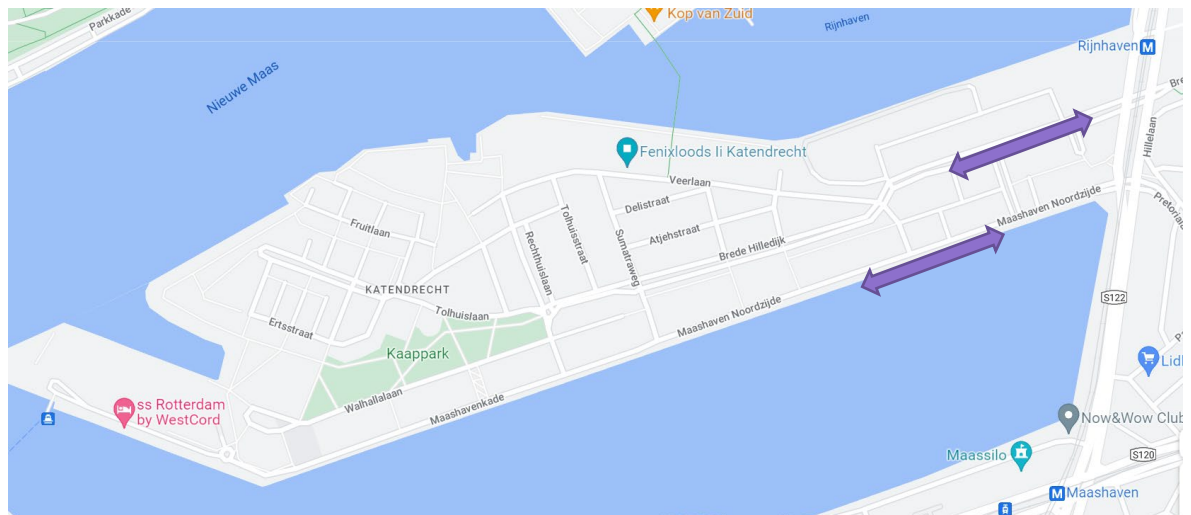 Parkkade
Kop van Zuid
Rijnhaven
Rijnhaven M
Nieuwe Maas
Fenixloods Ii Katendrecht
Veerlaan
Hillelaan
Delistraat
Maashaven Noordzijde
Tolhuisstraat
Fruitlaan
Sumatraweg
Atjehstraat
Rechthuislaan
Brede Hilledijk
KATENDRECHT
S122
Tolhuislaan
Maashaven Noordzijde
Ertsstraat
Kaappark
Lidl
Walhallalaan
ss Rotterdam
by WestCord
Maashavenkade
Now&Wow Club
Maassilo
S120
M Maashaven